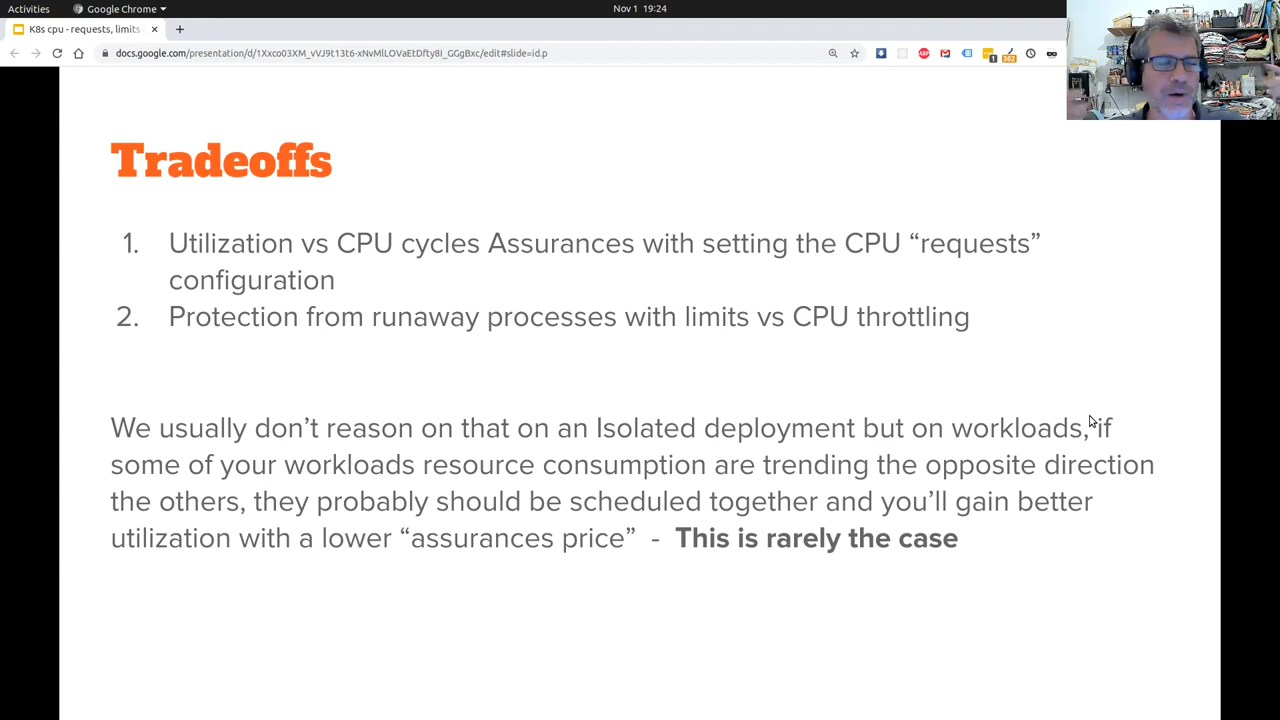 Activities
Google Chrome
Nov 1 19:24
K8s cpu - requests, limits
docs.google.com/presentation/d/1Xxco03XM_vVJ9t13t6-xNvMlLOVaEtDfty8I_GGgBxc/edit#slide=id.p
ABP
1
302
Tradeoffs
1. Utilization vs CPU cycles Assurances with setting the CPU “requests”
configuration
2. Protection from runaway processes with limits vs CPU throttling
We usually don’t reason on that on an Isolated deployment but on workloads, if
some of your workloads resource consumption are trending the opposite direction
the others, they probably should be scheduled together and you’ll gain better
utilization with a lower “assurances price” - This is rarely the case